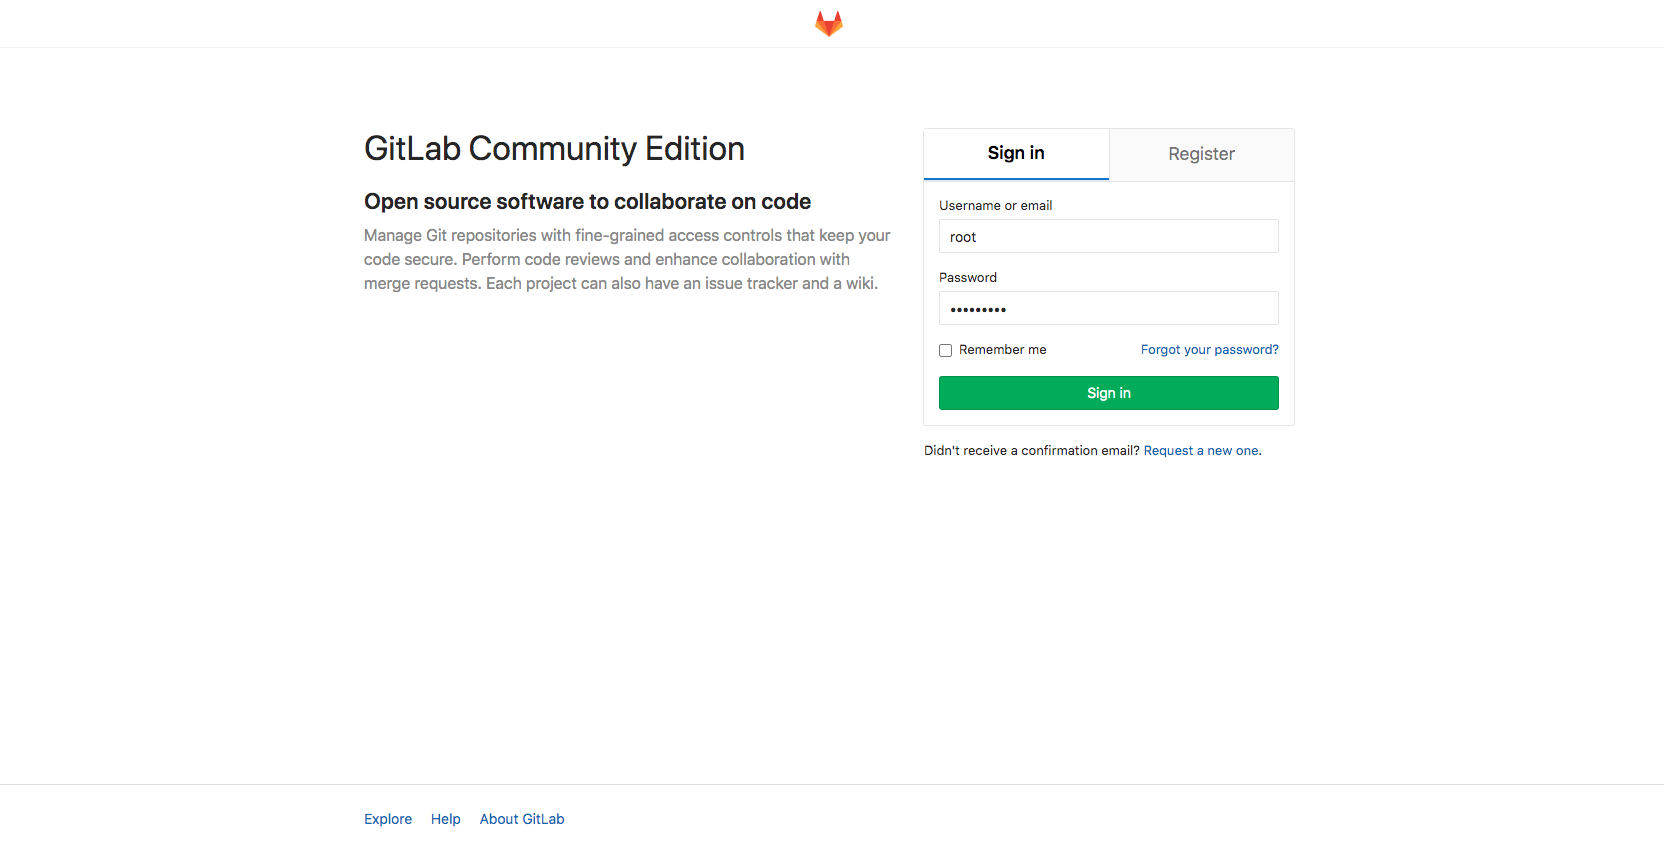 GitLab Community Edition
Open source software to collaborate on code
Manage Git repositories with fine-grained access controls that keep your
code secure. Perform code reviews and enhance collaboration with
merge requests. Each project can also have an issue tracker and a wiki.
Sign in
Register
Username or email
root
Password
•••••••••
Remember me
Forgot your password?
Sign in
Didn't receive a confirmation email? Request a new one.
Explore
Help
About GitLab